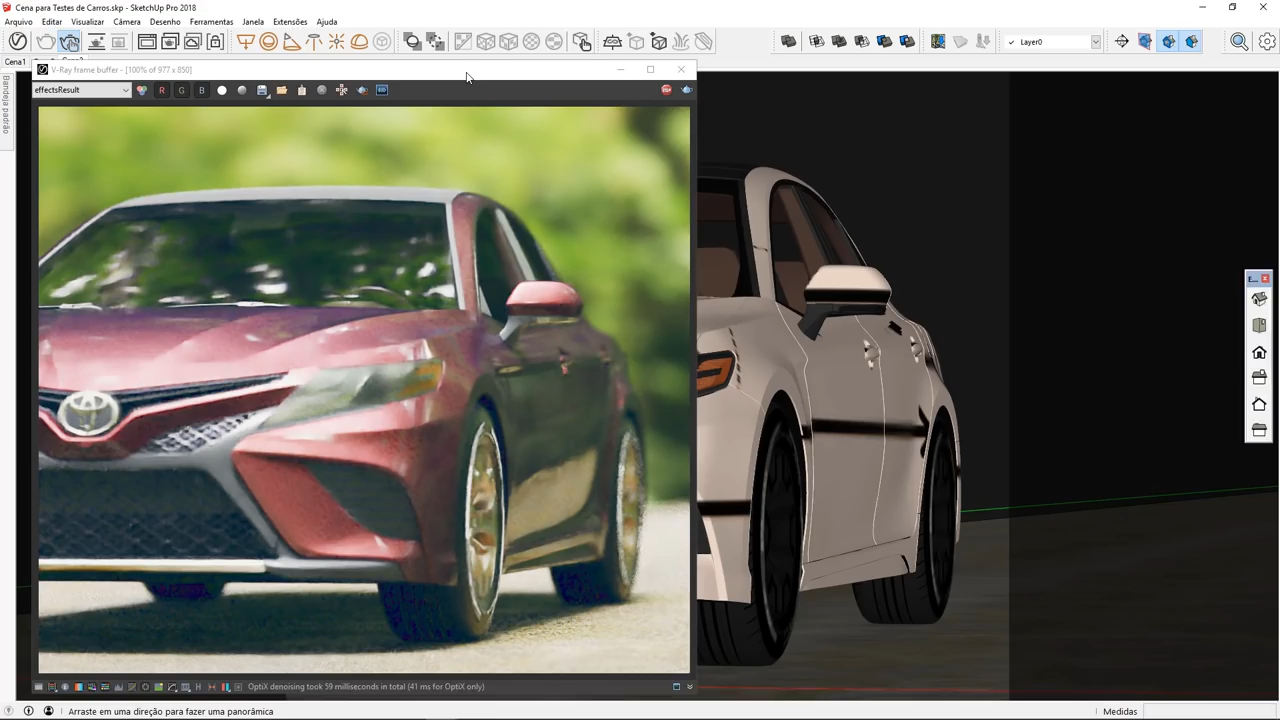 Cena para Testes de Carros.skp - SketchUp Pro 2018
Arquivo Editar Visualizar Câmera Desenho Ferramentas Janela Extensões Ajuda
Layer0
Cena1
Bandeja padrão
V-Ray frame buffer - [100% of 977 x 850]
effectsResult
R G B
E...
OptiX denoising took 59 milliseconds in total (41 ms for OptiX only)
Arraste em uma direção para fazer uma panorâmica
Medidas